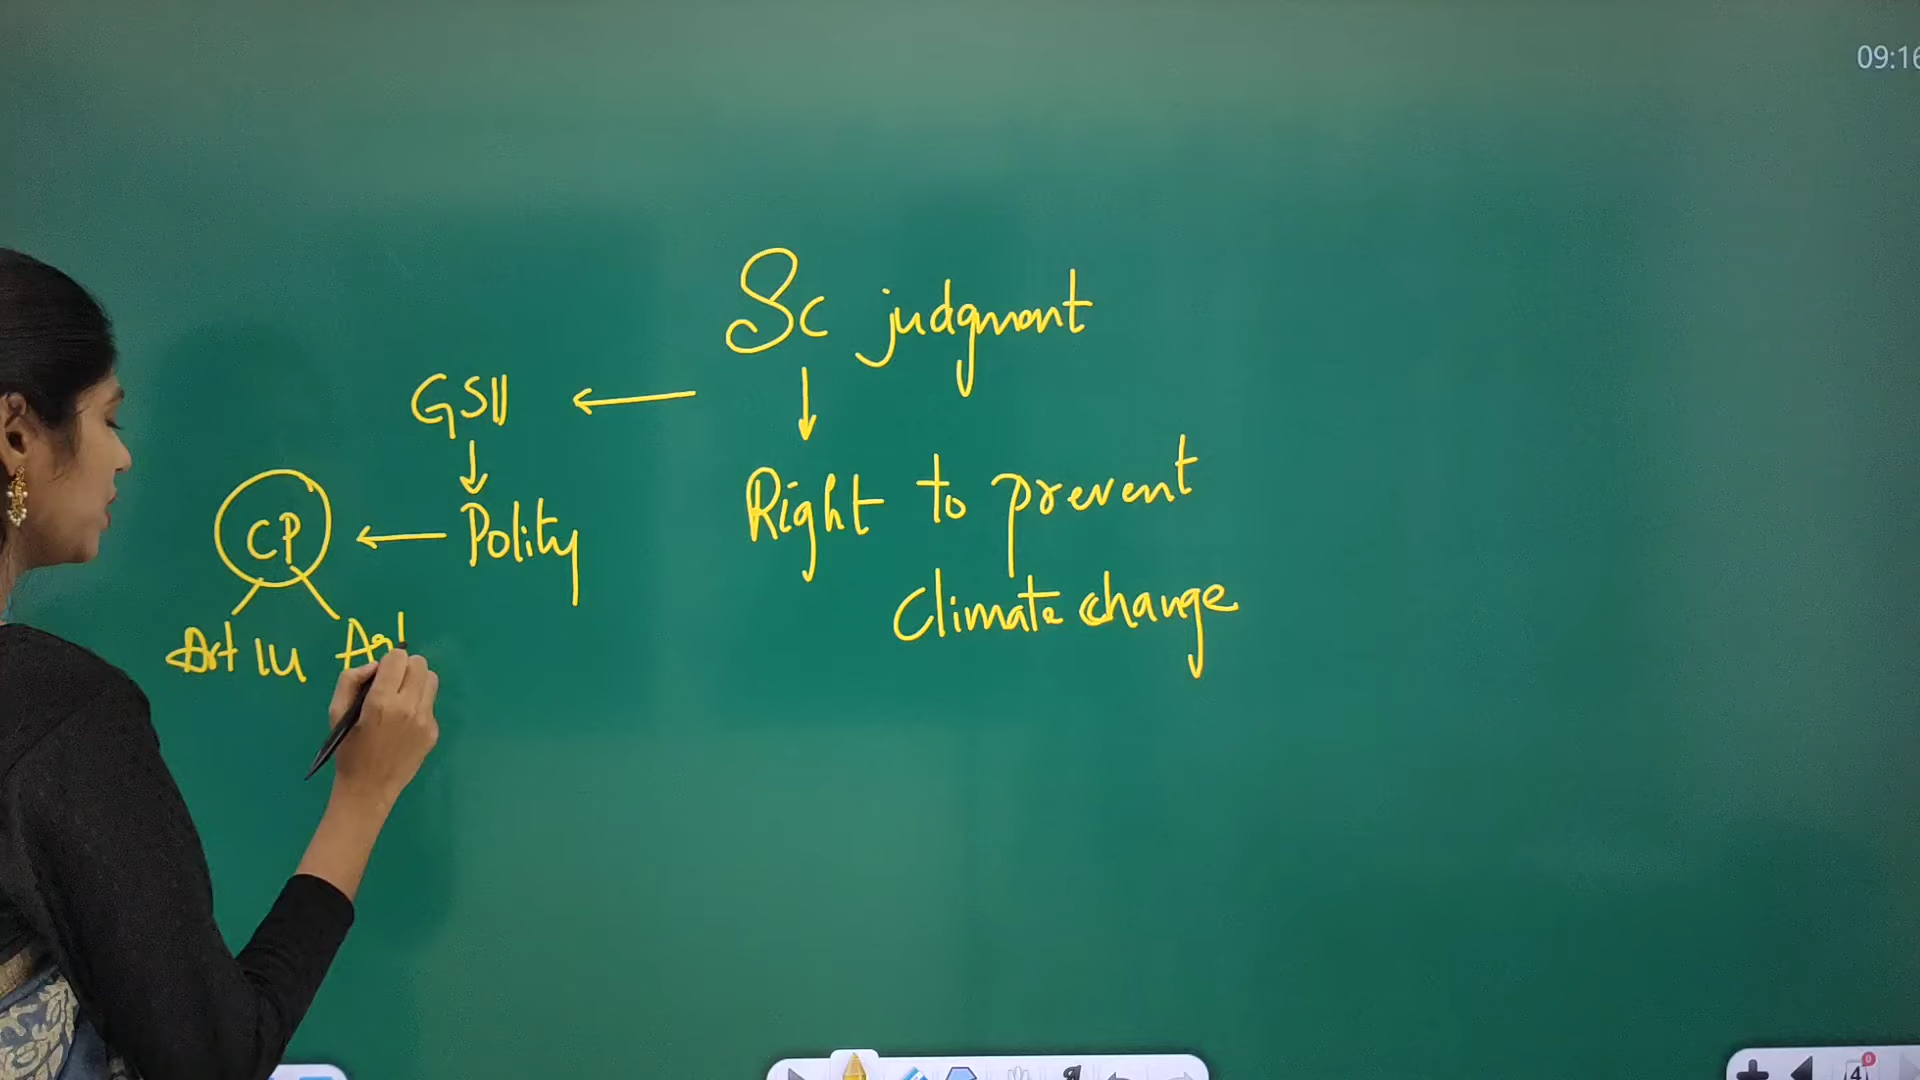 09:16
Sc judgment
GSII
Right to prevent
CP
Polity
Climate change
Art 14